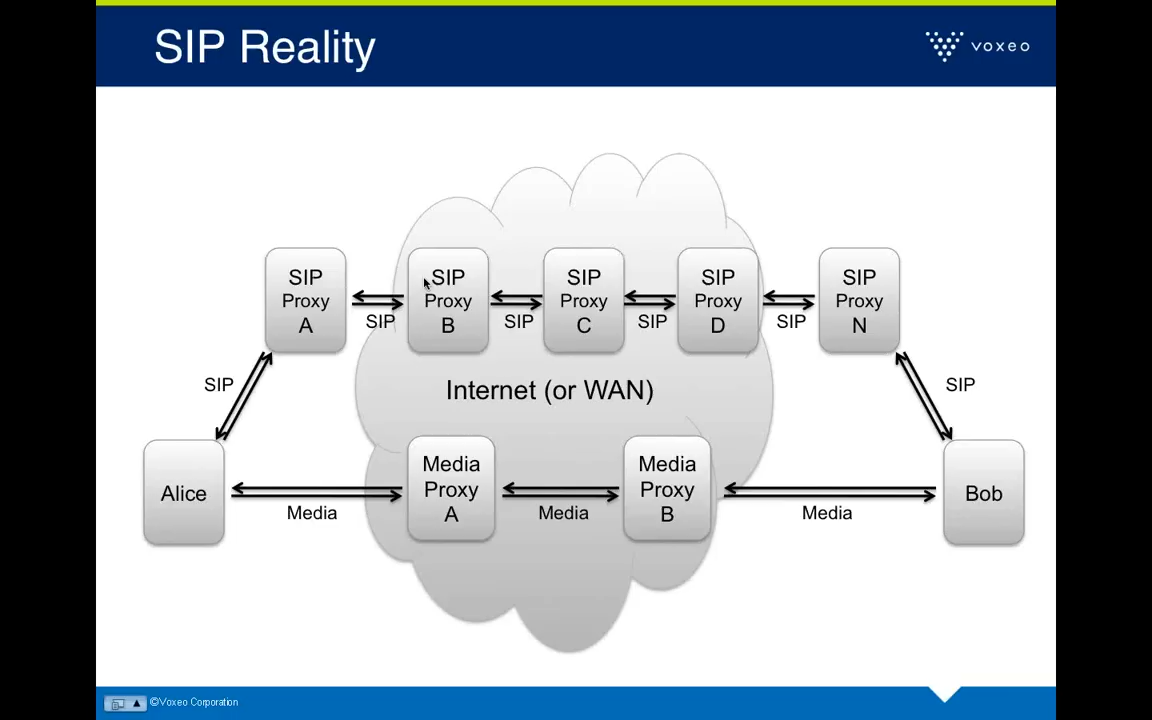 SIP Reality
voxeo
SIP
Proxy
A
SIP
SIP
Proxy
B
SIP
SIP
Proxy
C
SIP
SIP
Proxy
D
SIP
SIP
Proxy
N
SIP
SIP
Internet (or WAN)
Alice
Media
Media
Proxy
A
Media
Media
Proxy
B
Media
Bob
©Voxeo Corporation